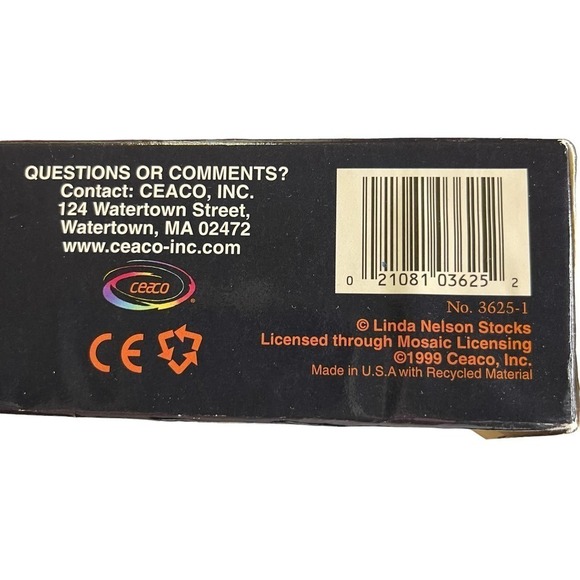 QUESTIONS OR COMMENTS?
Contact: CEACO, INC.
124 Watertown Street,
Watertown, MA 02472
www.ceaco-inc.com
ceaco
CE
0 21081 03625 2
No. 3625-1
© Linda Nelson Stocks
Licensed through Mosaic Licensing
©1999 Ceaco, Inc.
Made in U.S.A with Recycled Material